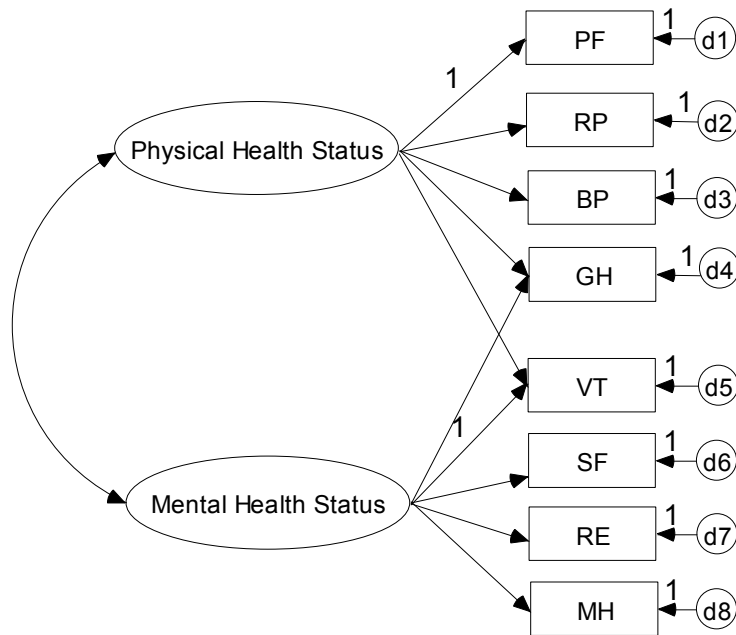 1
PF
1
d1
RP
1
d2
Physical Health Status
BP
1
d3
GH
1
d4
1
VT
1
d5
SF
1
d6
Mental Health Status
RE
1
d7
MH
1
d8